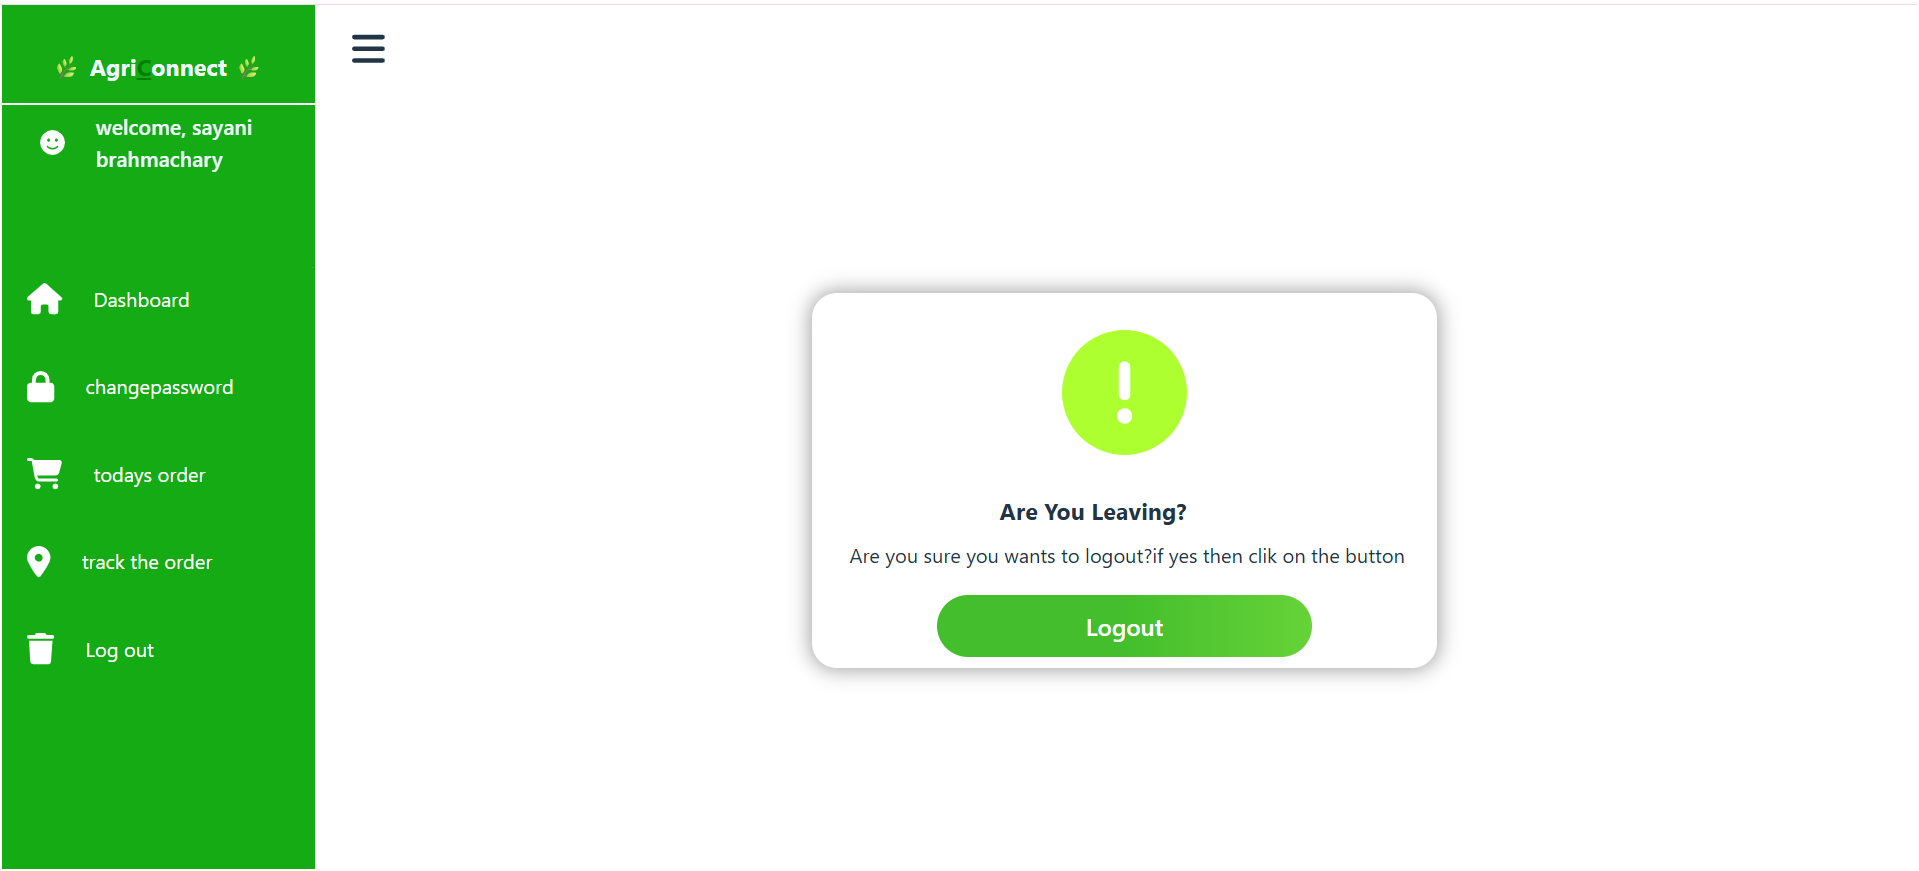 AgriConnect
welcome, sayani
brahmachary
Dashboard
changepassword
todays order
track the order
Log out
Are You Leaving?
Are you sure you wants to logout?if yes then clik on the button
Logout